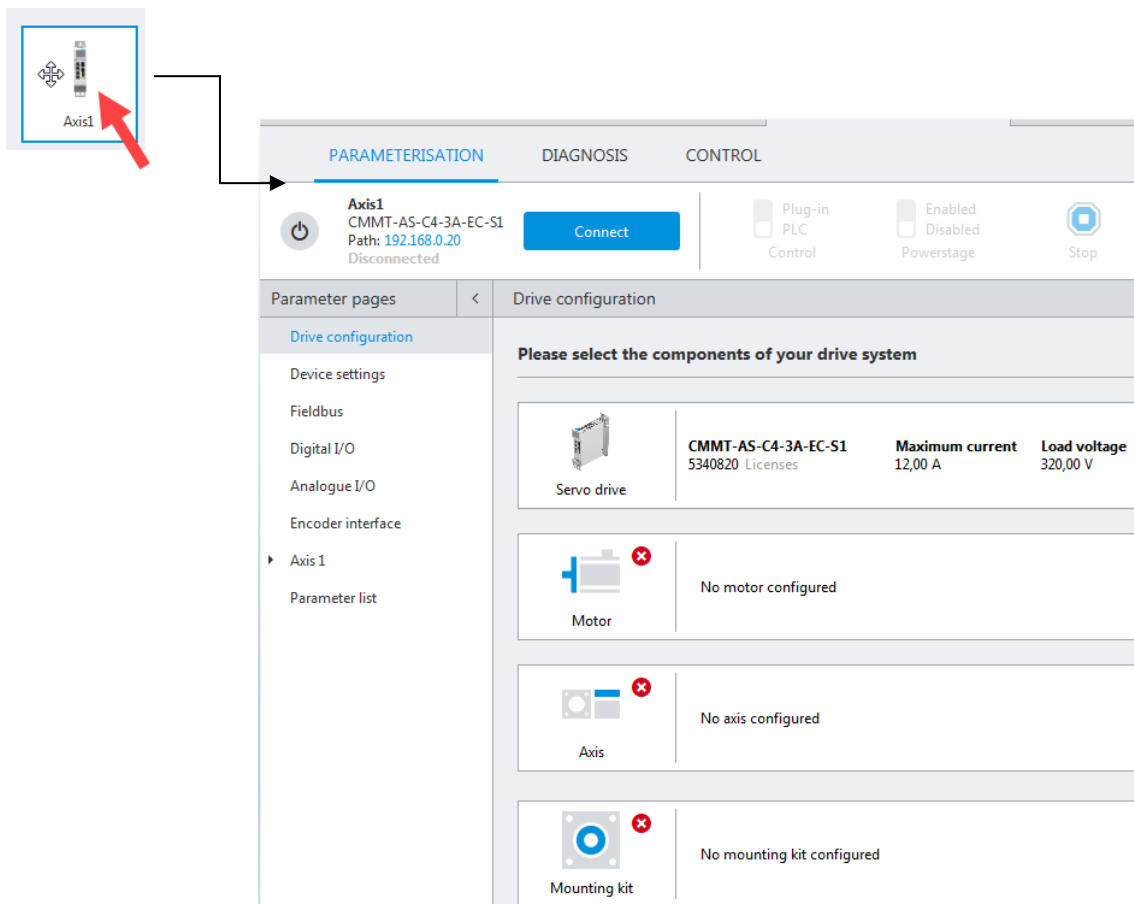 Axis1
PARAMETERISATION DIAGNOSIS CONTROL
Axis1
CMMT-AS-C4-3A-EC-S1
Path: 192.168.0.20
Disconnected
Connect
Plug-in
PLC
Control
Enabled
Disabled
Powerstage
Stop
Parameter pages
Drive configuration
Device settings
Fieldbus
Digital I/O
Analogue I/O
Encoder interface
Axis 1
Parameter list
Drive configuration
Please select the components of your drive system
Servo drive
CMMT-AS-C4-3A-EC-S1 Maximum current Load voltage
5340820 Licenses 12,00 A 320,00 V
Motor
No motor configured
Axis
No axis configured
Mounting kit
No mounting kit configured